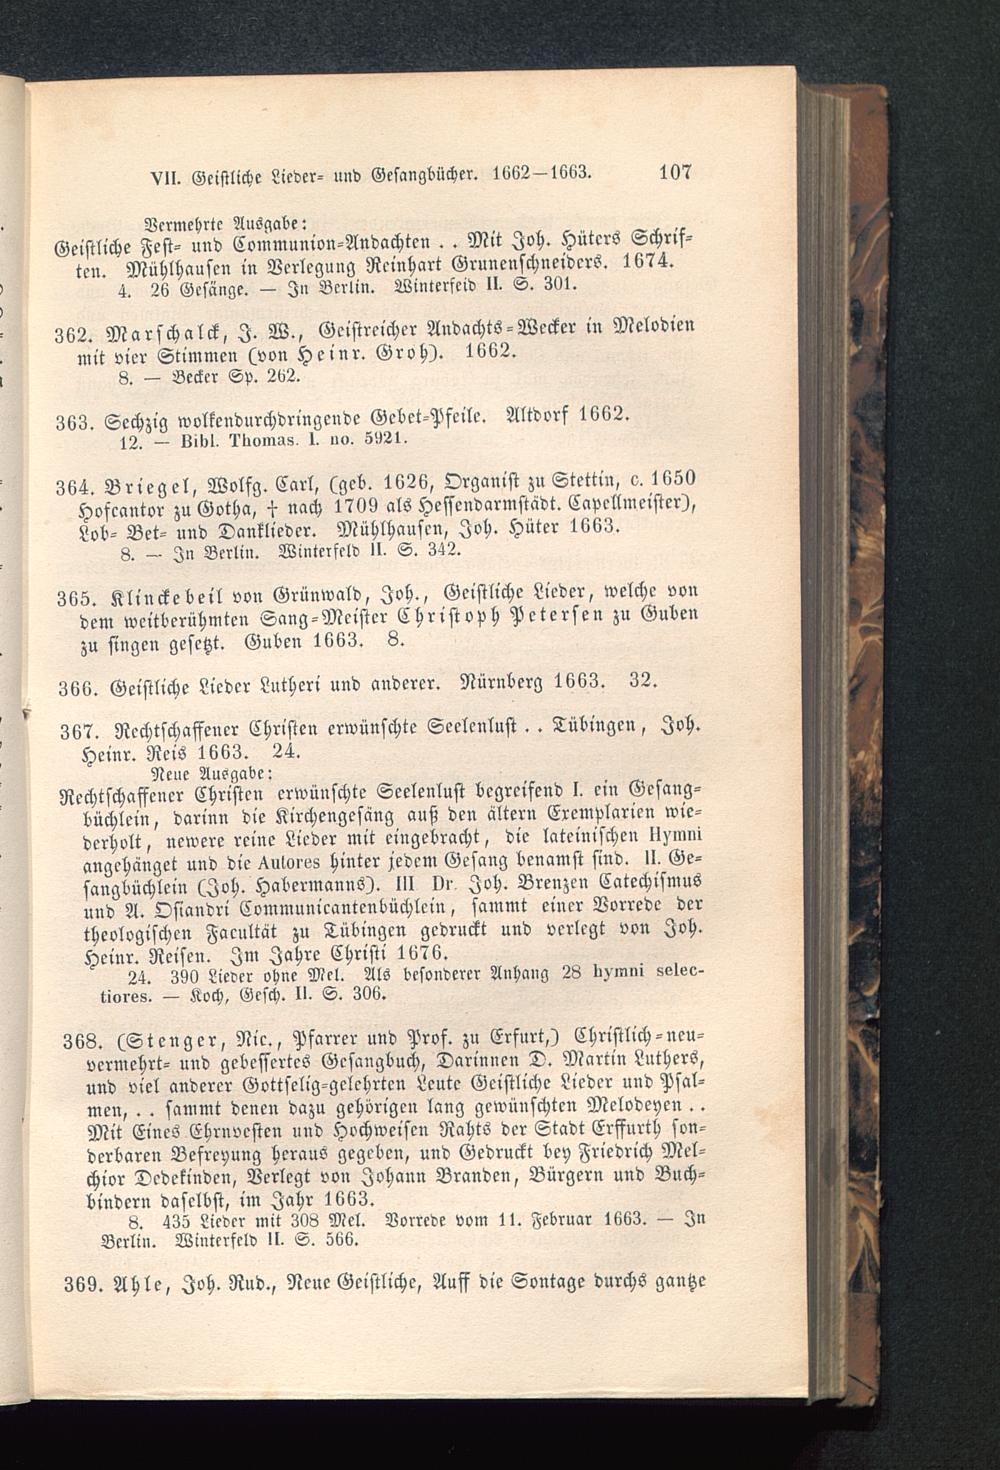 VII. Geistliche Lieder- und Gesangbücher. 1662—1663. 107
Vermehrte Ausgabe:
Geistliche Fest- und Communion-Andachten . . Mit Joh. Hüters Schrif-
ten. Mühlhausen in Verlegung Reinhart Grunenschneiders. 1674.
4. 26 Gesänge. — In Berlin. Winterfeld II. S. 301.
362. Marschalck, J. W., Geistreicher Andachts-Wecker in Melodien
mit vier Stimmen (von Heinr. Groh). 1662.
8. — Becker Sp. 262.
363. Sechzig wolkendurchdringende Gebet-Pfeile. Altdorf 1662.
12. — Bibl. Thomas. I. no. 5921.
364. Briegel, Wolfg. Carl, (geb. 1626, Organist zu Stettin, c. 1650
Hofcantor zu Gotha, † nach 1709 als Hessendarmstädt. Capellmeister),
Lob- Bet- und Danklieder. Mühlhausen, Joh. Hüter 1663.
8. — In Berlin. Winterfeld II. S. 342.
365. Klinckebeil von Grünwald, Joh., Geistliche Lieder, welche von
dem weitberühmten Sang-Meister Christoph Petersen zu Guben
zu singen gesetzt. Guben 1663. 8.
366. Geistliche Lieder Lutheri und anderer. Nürnberg 1663. 32.
367. Rechtschaffener Christen erwünschte Seelenlust . . Tübingen, Joh.
Heinr. Reis 1663. 24.
Neue Ausgabe:
Rechtschaffener Christen erwünschte Seelenlust begreifend I. ein Gesang-
büchlein, darinn die Kirchengesäng auß den ältern Exemplarien wie-
derholt, newere reine Lieder mit eingebracht, die lateinischen Hymni
angehänget und die Autores hinter jedem Gesang benamst sind. II. Ge-
sangbüchlein (Joh. Habermanns). III Dr. Joh. Brenzen Catechismus
und A. Osiandri Communicantenbüchlein, sammt einer Vorrede der
theologischen Facultät zu Tübingen gedruckt und verlegt von Joh.
Heinr. Reisen. Im Jahre Christi 1676.
24. 390 Lieder ohne Mel. Als besonderer Anhang 28 hymni selec-
tiores. — Koch, Gesch. II. S. 306.
368. (Stenger, Nic., Pfarrer und Prof. zu Erfurt,) Christlich-neu-
vermehrt- und gebessertes Gesangbuch, Darinnen D. Martin Luthers,
und viel anderer Gottselig-gelehrten Leute Geistliche Lieder und Psal-
men, . . sammt denen dazu gehörigen lang gewünschten Melodeyen . .
Mit Eines Ehrnvesten und Hochweisen Rahts der Stadt Erffurth son-
derbaren Befreyung heraus gegeben, und Gedruckt bey Friedrich Mel-
chior Dedekinden, Verlegt von Johann Branden, Bürgern und Buch-
bindern daselbst, im Jahr 1663.
8. 435 Lieder mit 308 Mel. Vorrede vom 11. Februar 1663. — In
Berlin. Winterfeld II. S. 566.
369. Ahle, Joh. Rud., Neue Geistliche, Auff die Sontage durchs gantze